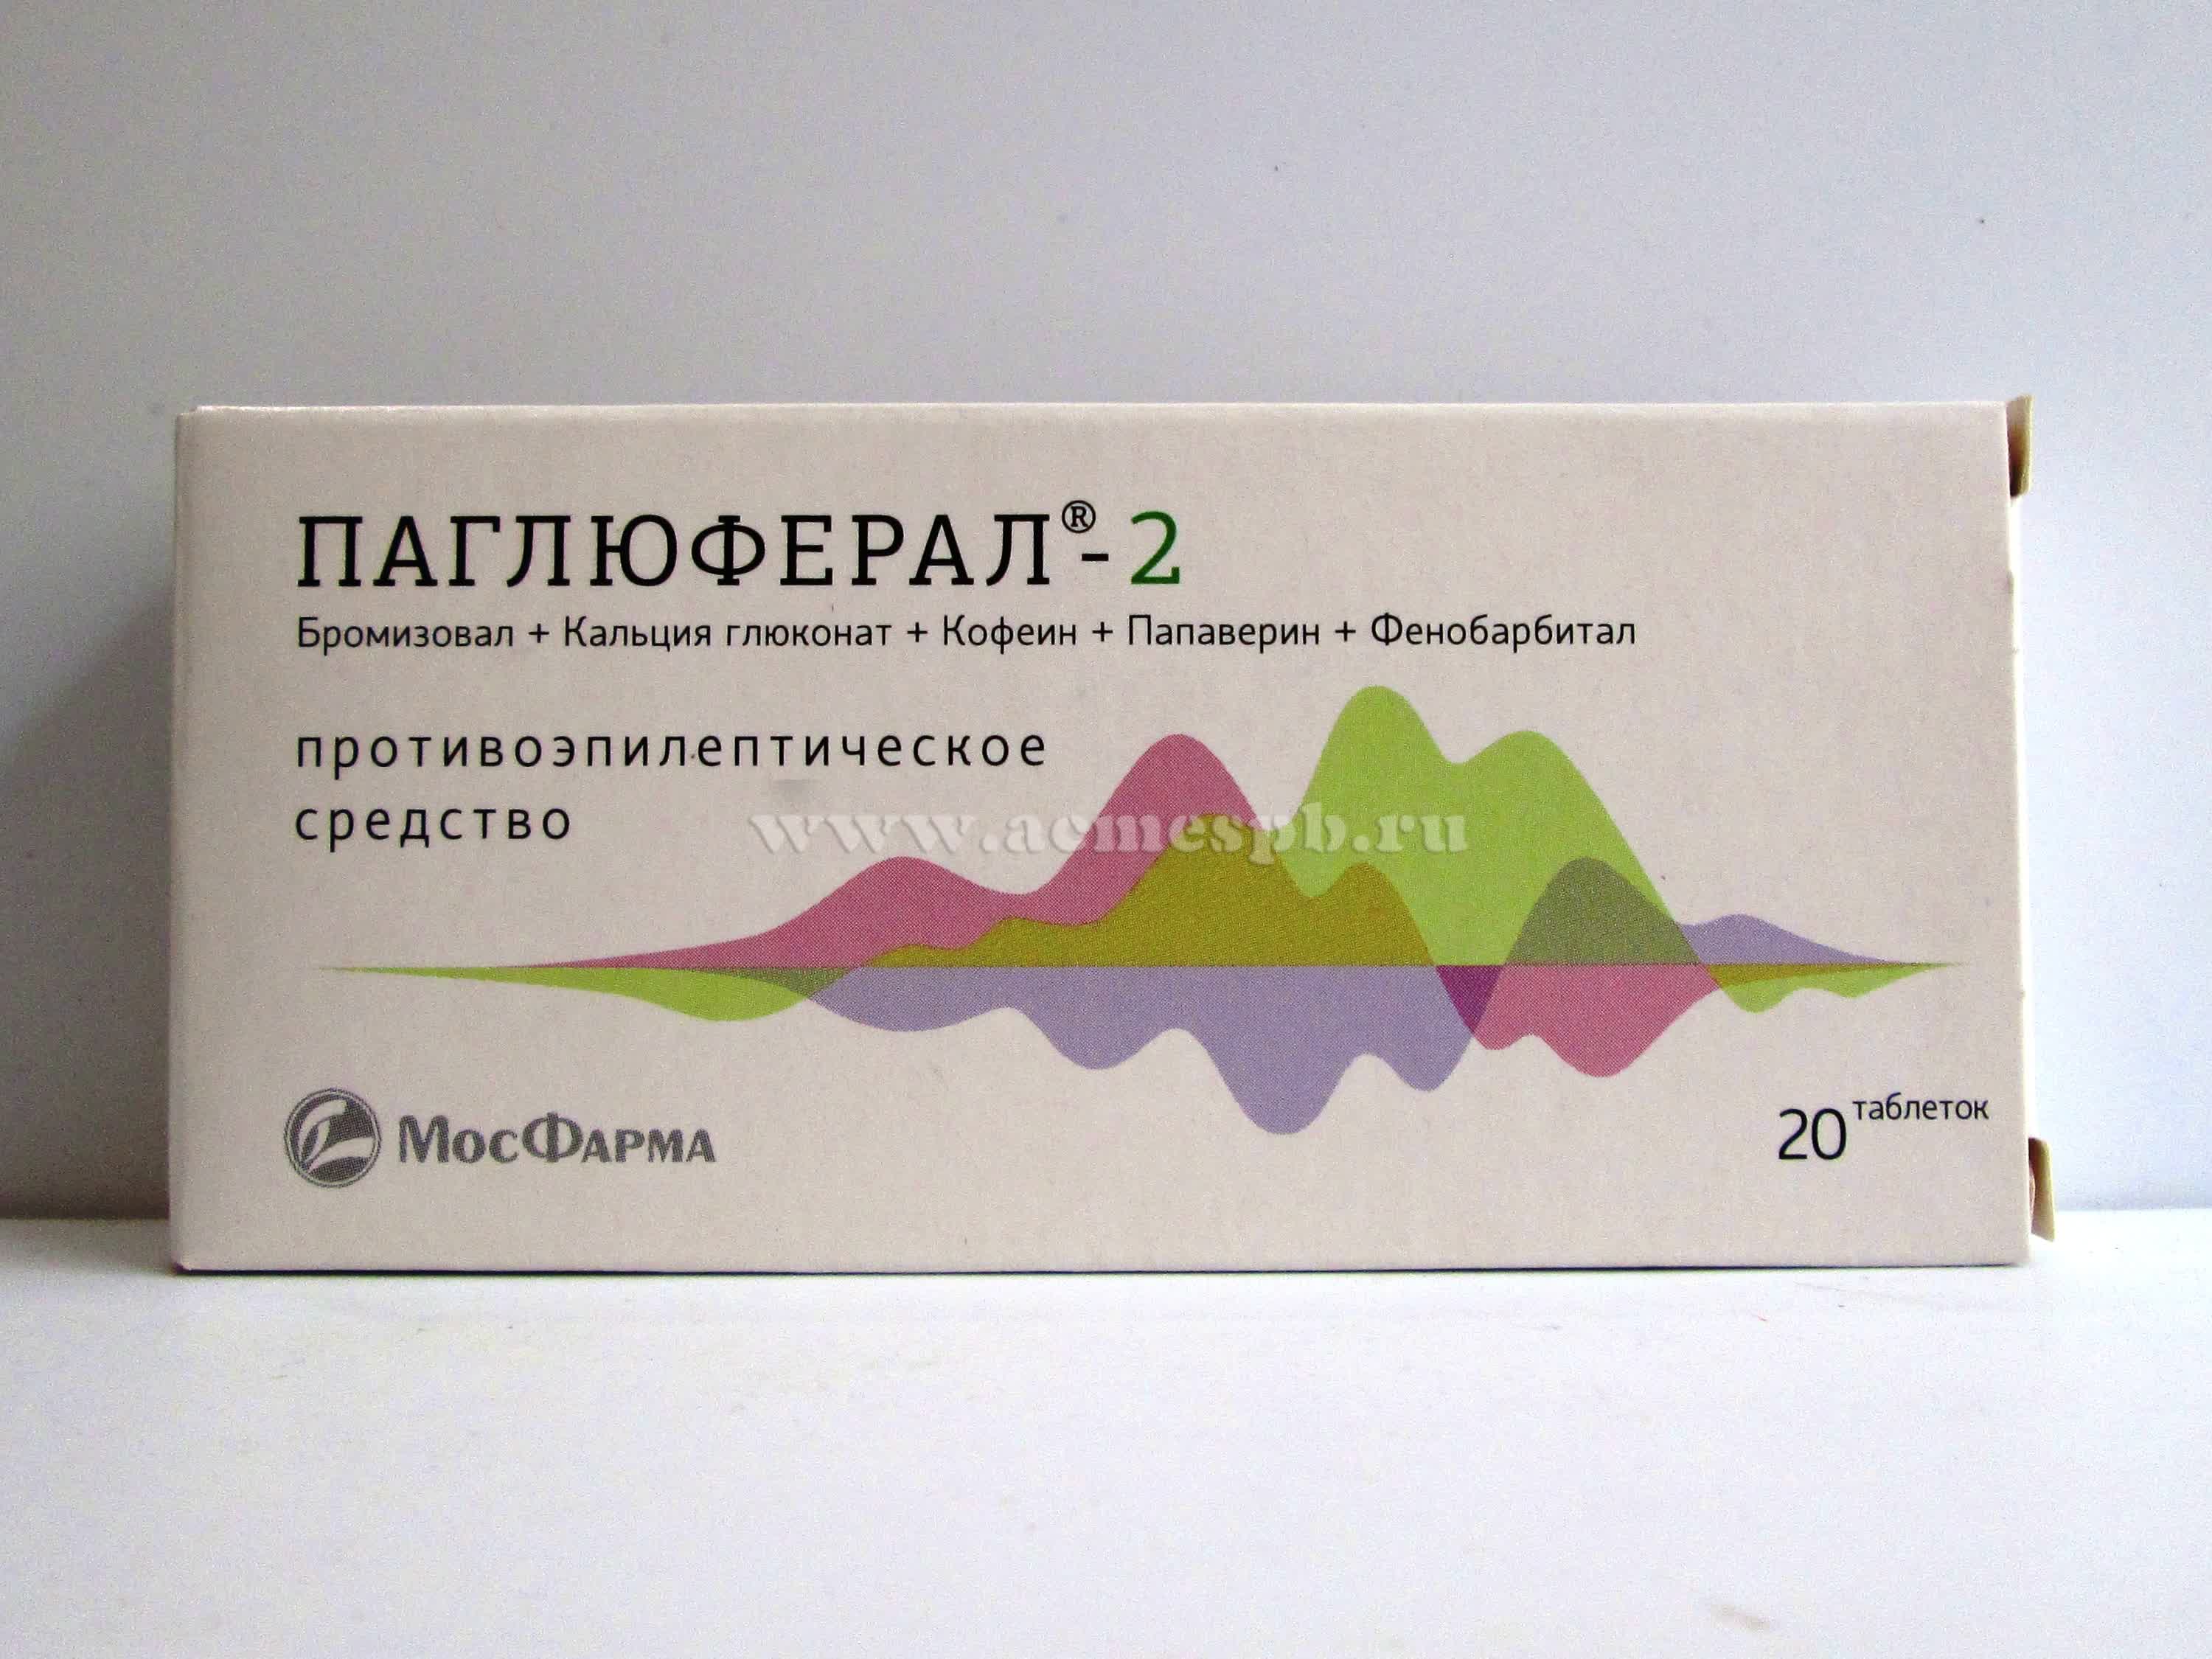 ПАГЛЮФЕРАЛ®-2
Бромизовал + Кальция глюконат + Кофеин + Папаверин + Фенобарбитал
противоэпилептическое
средство
www.acmespb.ru
МосФарма
20 таблеток